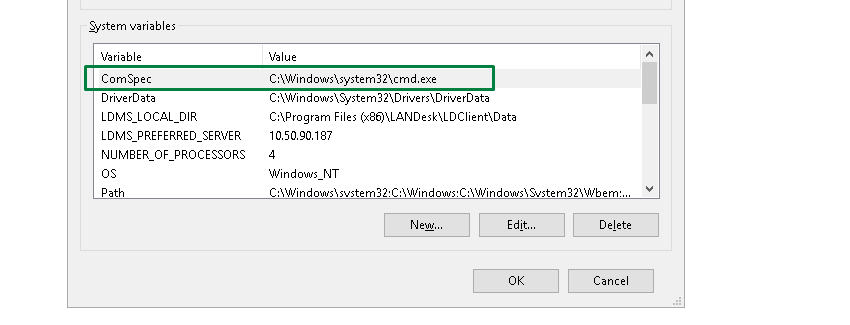 System variables
Variable Value
ComSpec C:\Windows\system32\cmd.exe
DriverData C:\Windows\System32\Drivers\DriverData
LDMS_LOCAL_DIR C:\Program Files (x86)\LANDesk\LDClient\Data
LDMS_PREFERRED_SERVER 10.50.90.187
NUMBER_OF_PROCESSORS 4
OS Windows_NT
Path C:\Windows\system32;C:\Windows;C:\Windows\System32\Wbem;...
New... Edit... Delete
OK Cancel